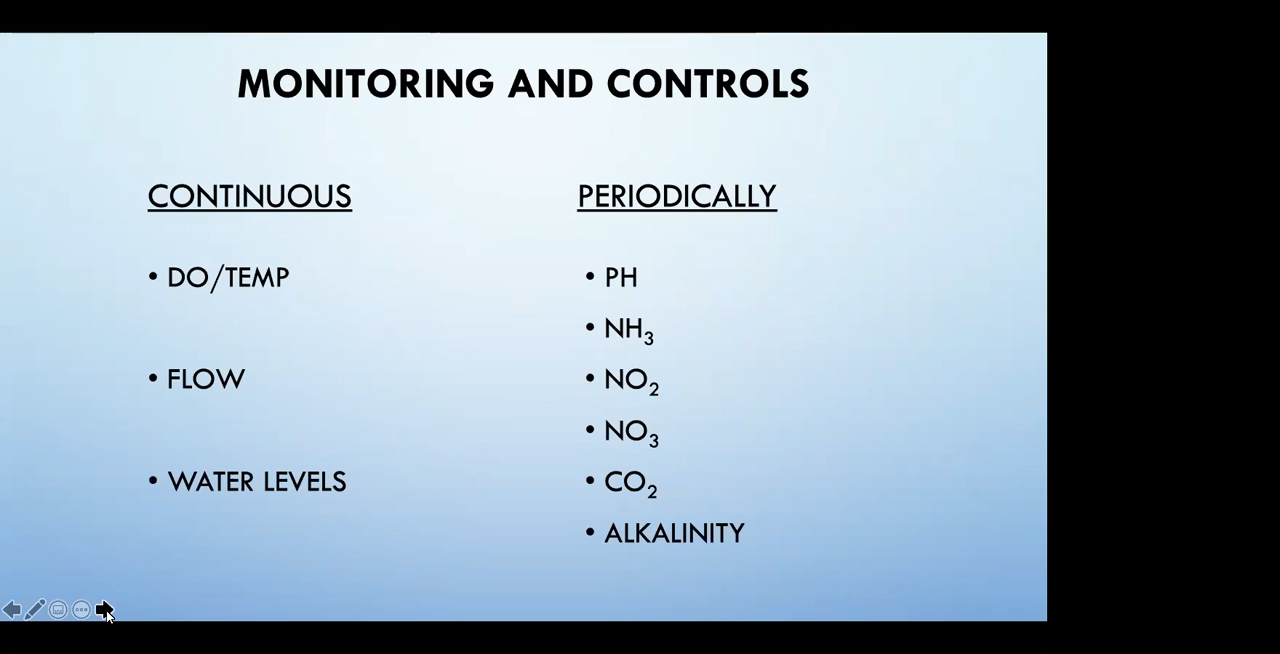 MONITORING AND CONTROLS
CONTINUOUS
• DO/TEMP
• FLOW
• WATER LEVELS
PERIODICALLY
• PH
• NH₃
• NO₂
• NO₃
• CO₂
• ALKALINITY